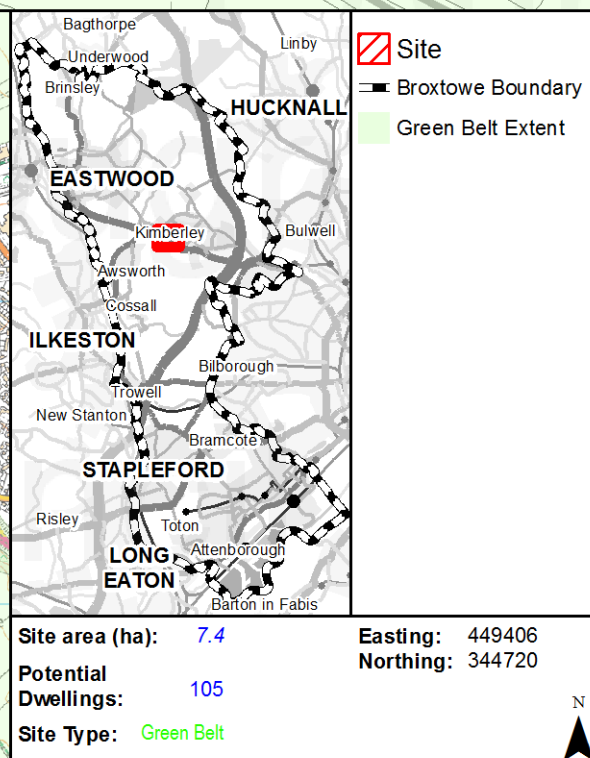 Bagthorpe
Linby
Underwood
Brinsley
HUCKNALL
EASTWOOD
Kimberley
Bulwell
Awsworth
Cossall
ILKESTON
Bilborough
Trowell
New Stanton
Bramcote
STAPLEFORD
Risley
Toton
LONG
EATON
Attenborough
Barton in Fabis
Site
Broxtowe Boundary
Green Belt Extent
Site area (ha): 7.4
Potential
Dwellings: 105
Site Type: Green Belt
Easting: 449406
Northing: 344720
N